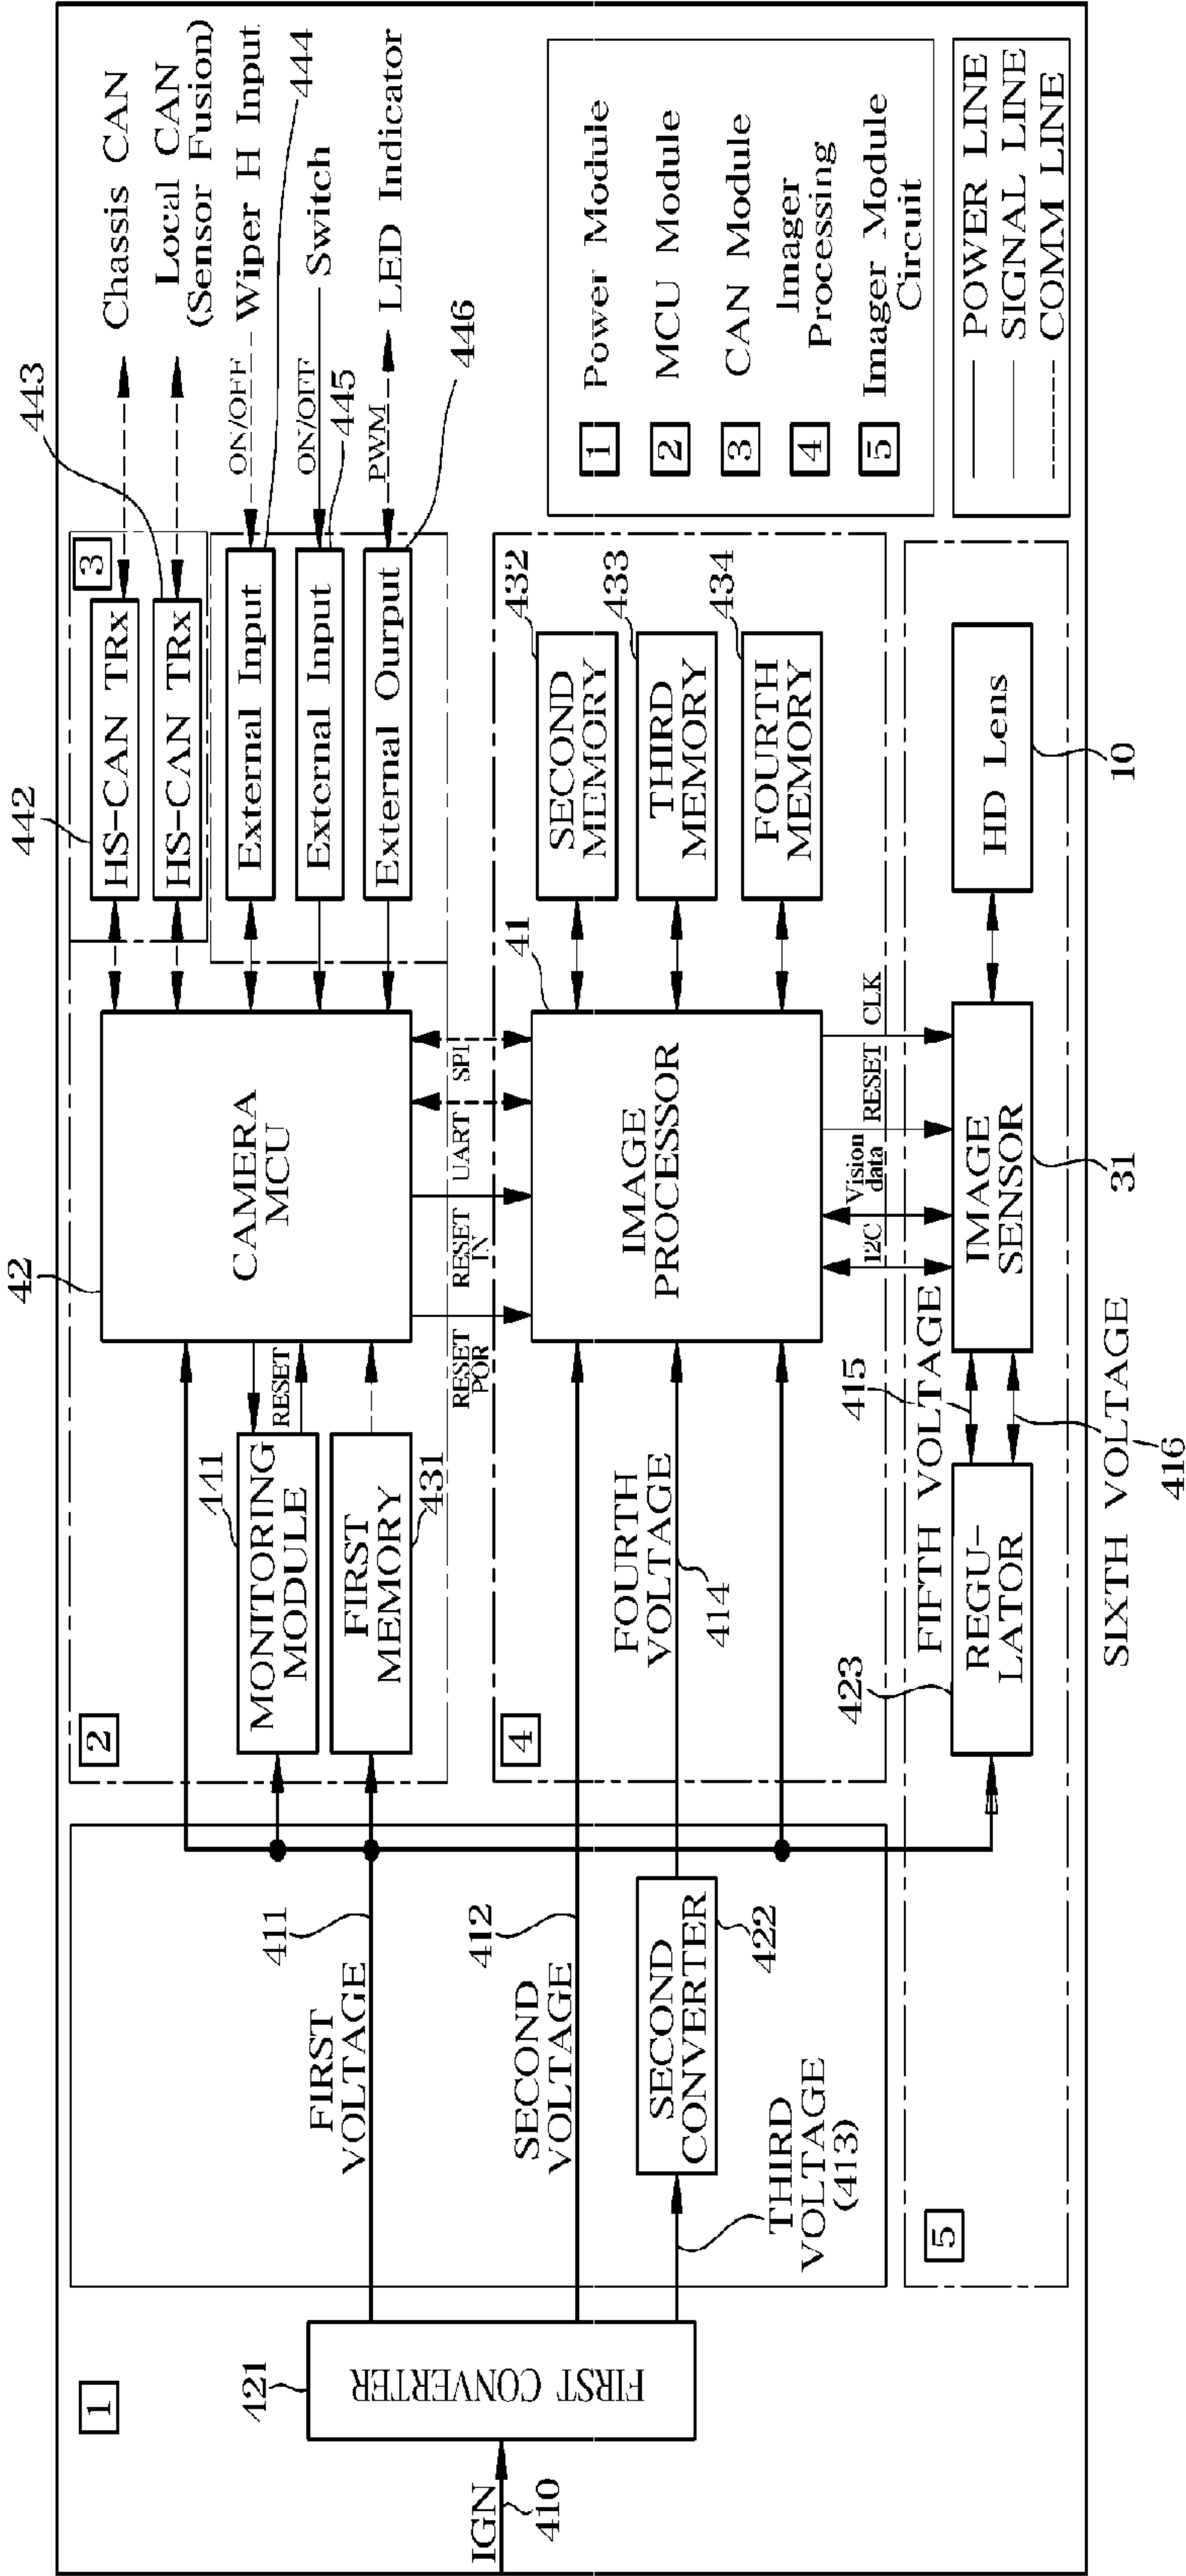 IGN
410
1
421
FIRST CONVERTER
FIRST
VOLTAGE
411
SECOND
VOLTAGE
412
SECOND
CONVERTER
422
THIRD
VOLTAGE
(413)
2
42
CAMERA
MCU
441
MONITORING
MODULE
RESET
FIRST
MEMORY
431
442
443
3
HS-CAN TRx
HS-CAN TRx
Chassis CAN
Local CAN
(Sensor Fusion)
External Input
ON/OFF
Wiper H Input
444
External Input
ON/OFF
Switch
445
External Ourput
PWM
LED Indicator
446
RESET
POR
RESET
IN
UART
SPI
4
FOURTH
VOLTAGE
414
41
IMAGE
PROCESSOR
SECOND
MEMORY
432
THIRD
MEMORY
433
FOURTH
MEMORY
434
I2C
Vision
data
RESET
CLK
5
423
REGU-
LATOR
FIFTH VOLTAGE
415
SIXTH VOLTAGE
416
IMAGE
SENSOR
31
HD Lens
10
1 Power Module
2 MCU Module
3 CAN Module
4 Imager
Processing
5 Imager Module
Circuit
POWER LINE
SIGNAL LINE
COMM LINE